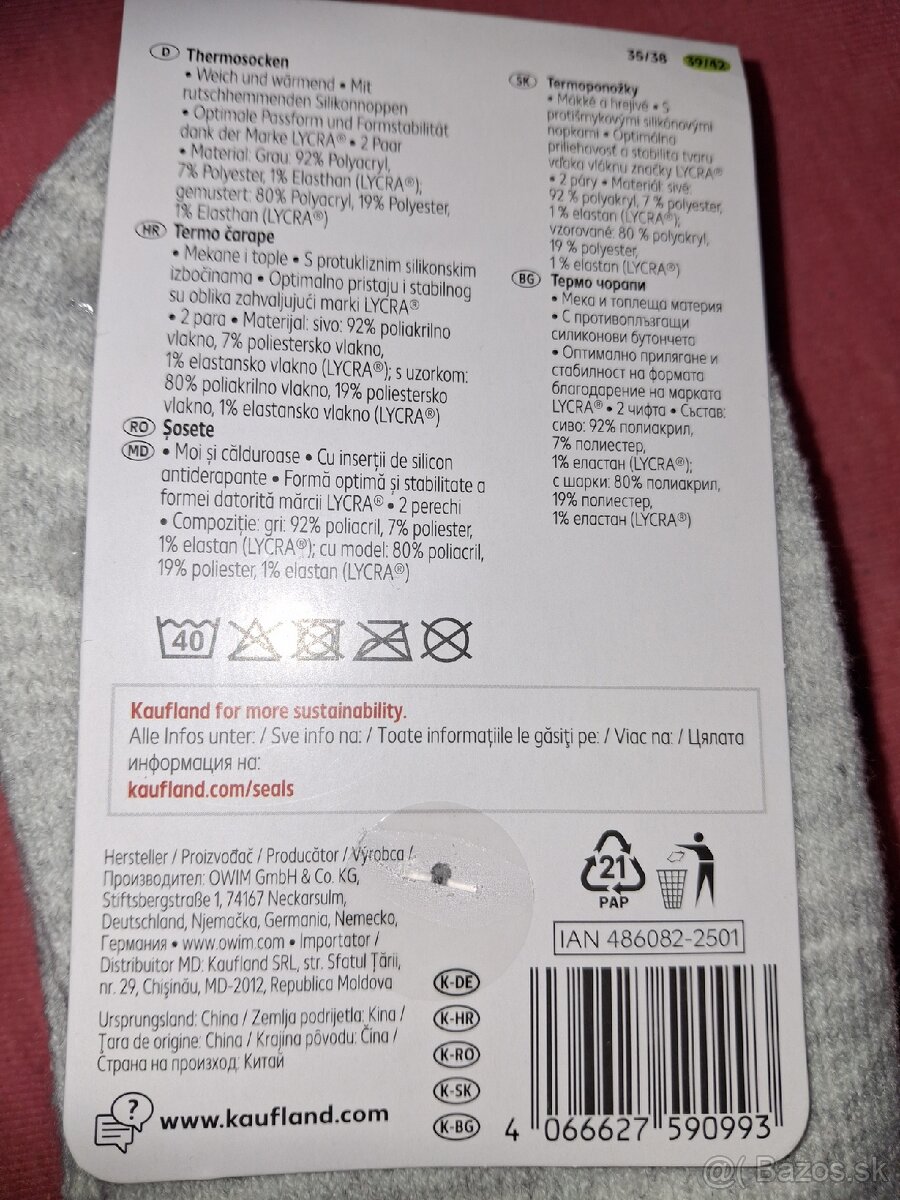 35/38 39/42
D Thermosocken
• Weich und wärmend • Mit
rutschhemmenden Silikonnoppen
• Optimale Passform und Formstabilität
dank der Marke LYCRA® • 2 Paar
• Material: Grau: 92% Polyacryl,
7% Polyester, 1% Elasthan (LYCRA®);
gemustert: 80% Polyacryl, 19% Polyester,
1% Elasthan (LYCRA®)
HR Termo čarape
• Mekane i tople • S protukliznim silikonskim
izbočinama • Optimalno pristaju i stabilnog
su oblika zahvaljujući marki LYCRA®
• 2 para • Materijal: sivo: 92% poliakrilno
vlakno, 7% poliestersko vlakno,
1% elastansko vlakno (LYCRA®); s uzorkom:
80% poliakrilno vlakno, 19% poliestersko
vlakno, 1% elastansko vlakno (LYCRA®)
RO Șosete
MD • Moi și călduroase • Cu inserții de silicon
antiderapante • Formă optimă și stabilitate a
formei datorită mărcii LYCRA® • 2 perechi
• Compoziție: gri: 92% poliacril, 7% poliester,
1% elastan (LYCRA®); cu model: 80% poliacril,
19% poliester, 1% elastan (LYCRA®)
SK Termoponožky
• Mäkké a hrejivé • S
protišmykovými silikónovými
nopkami • Optimálna
priliehavosť a stabilita tvaru
vďaka vláknu značky LYCRA®
• 2 páry • Materiál: sivé:
92 % polyakryl, 7 % polyester,
1 % elastan (LYCRA®);
vzorované: 80 % polyakryl,
19 % polyester,
1 % elastan (LYCRA®)
BG Термо чорапи
• Мека и топлеща материя
• С противоплъзгащи
силиконови бутончета
• Оптимално прилягане и
стабилност на формата
благодарение на марката
LYCRA® • 2 чифта • Състав:
сиво: 92% полиакрил,
7% полиестер,
1% еластан (LYCRA®);
с шарки: 80% полиакрил,
19% полиестер,
1% еластан (LYCRA®)
40
Kaufland for more sustainability.
Alle Infos unter: / Sve info na: / Toate informațiile le găsiți pe: / Viac na: / Цялата
информация на:
kaufland.com/seals
Hersteller / Proizvođač / Producător / Výrobca /
Производител: OWIM GmbH & Co. KG,
Stiftsbergstraße 1, 74167 Neckarsulm,
Deutschland, Njemačka, Germania, Nemecko,
Германия • www.owim.com • Importator /
Distribuitor MD: Kaufland SRL, str. Sfatul Țării,
nr. 29, Chișinău, MD-2012, Republica Moldova
Ursprungsland: China / Zemlja podrijetla: Kina /
Țara de origine: China / Krajina pôvodu: Čína /
Страна на произход: Китай
? www.kaufland.com
K-DE
K-HR
K-RO
K-SK
K-BG
21
PAP
IAN 486082-2501
4 066627 590993
@( Bazos.sk